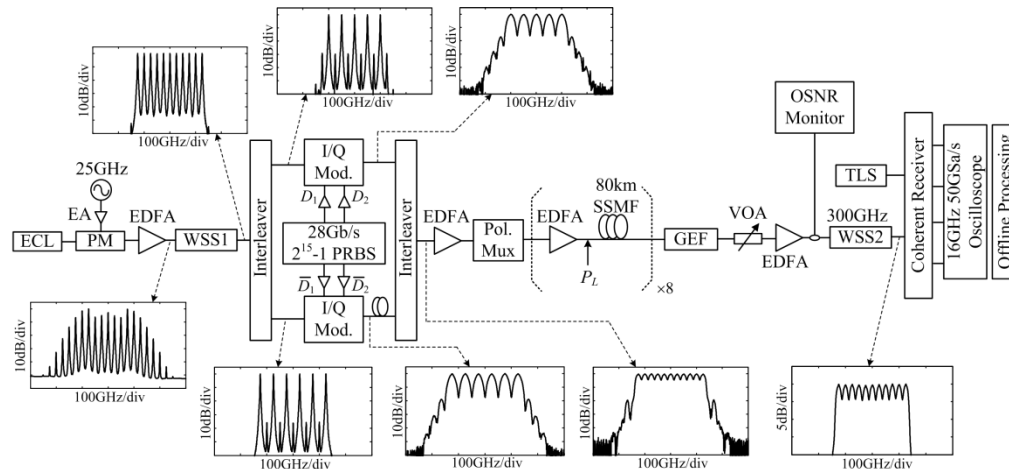 10dB/div
100GHz/div
10dB/div
100GHz/div
10dB/div
100GHz/div
25GHz
EA
ECL
PM
EDFA
WSS1
Interleaver
I/Q
Mod.
D₁ D₂
28Gb/s
2¹⁵-1 PRBS
D̅₁ D̅₂
I/Q
Mod.
Interleaver
EDFA
Pol.
Mux
EDFA
80km
SSMF
P_L
×8
GEF
VOA
EDFA
OSNR
Monitor
300GHz
WSS2
TLS
Coherent Receiver
16GHz 50GSa/s
Oscilloscope
Offline Processing
10dB/div
100GHz/div
10dB/div
100GHz/div
10dB/div
100GHz/div
10dB/div
100GHz/div
5dB/div
100GHz/div